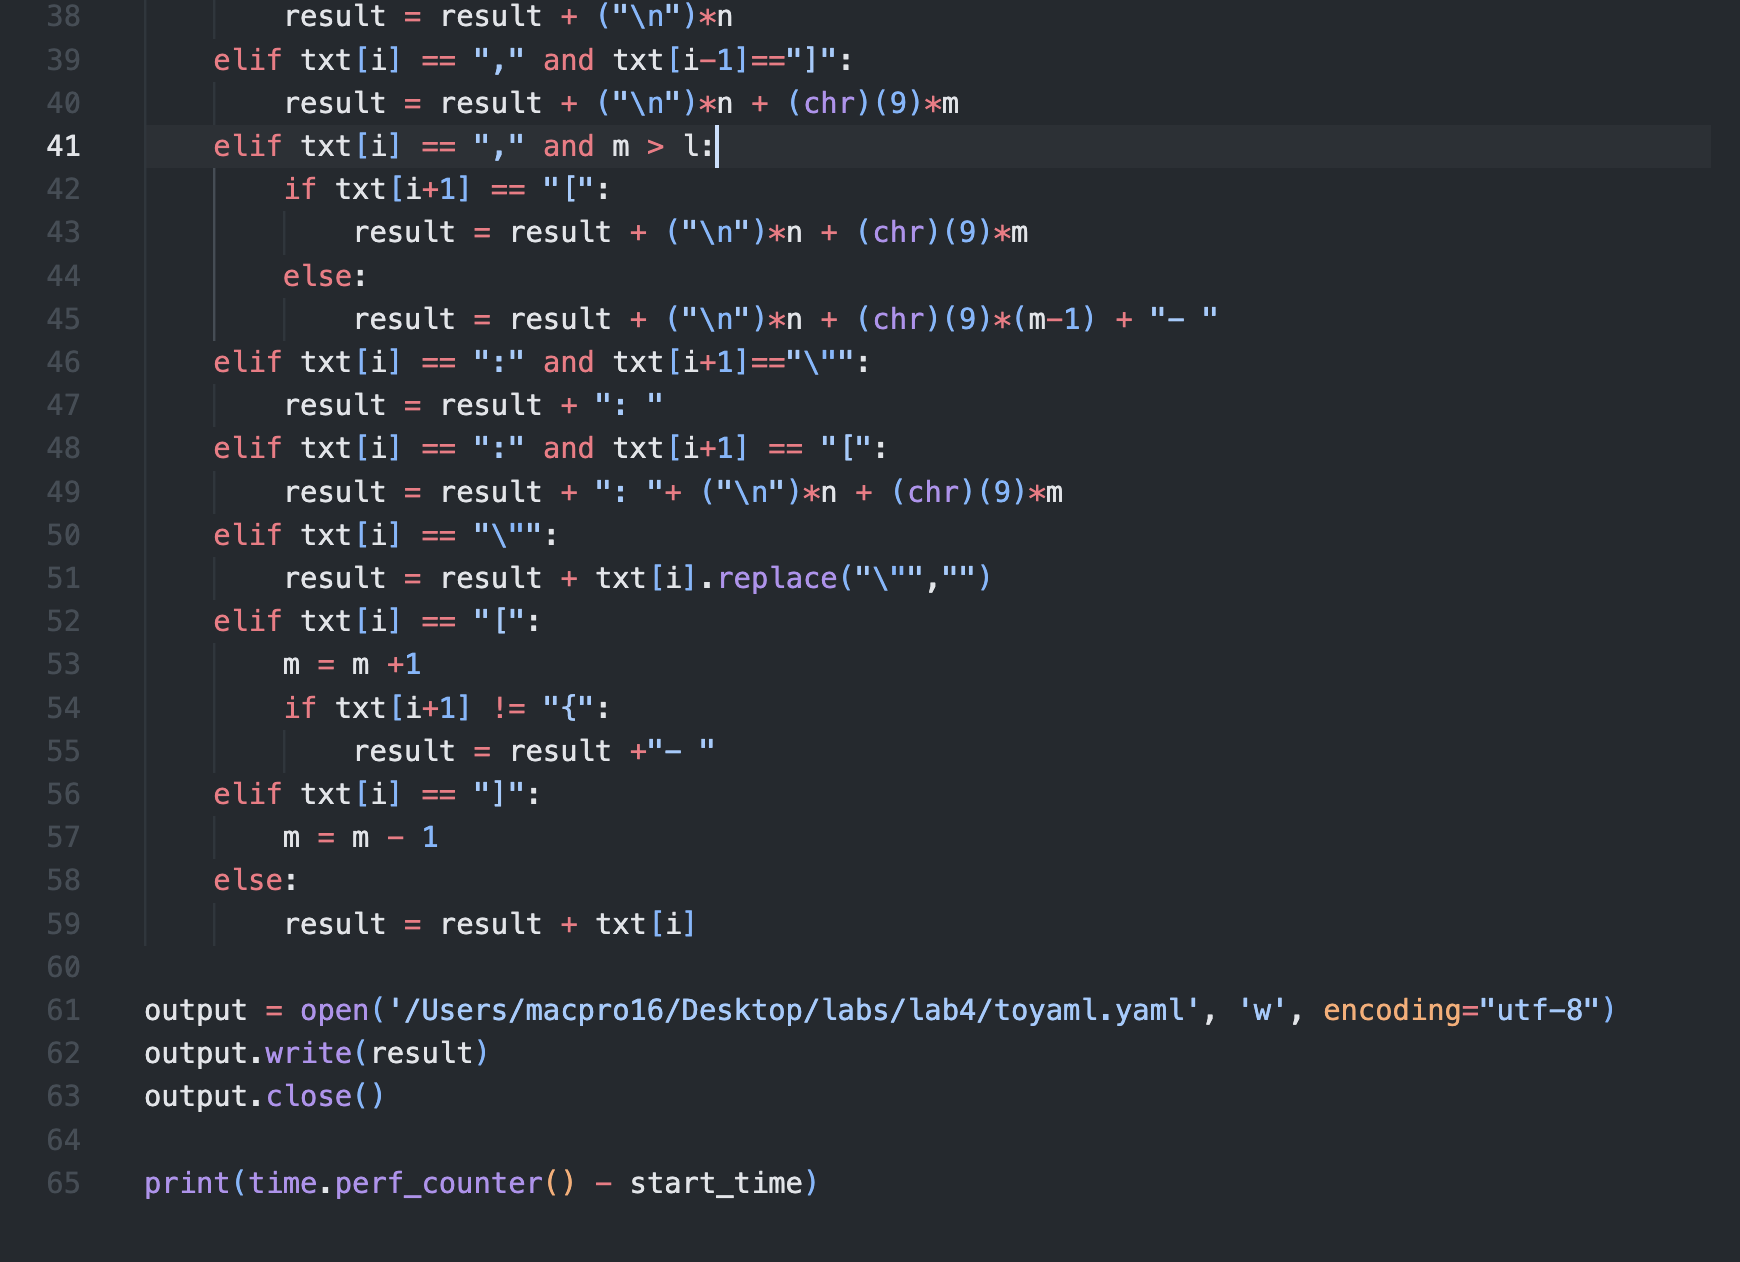 38 result = result + ("\n")*n
39 elif txt[i] == "," and txt[i-1]=="]":
40 result = result + ("\n")*n + (chr)(9)*m
41 elif txt[i] == "," and m > l:
42 if txt[i+1] == "[":
43 result = result + ("\n")*n + (chr)(9)*m
44 else:
45 result = result + ("\n")*n + (chr)(9)*(m-1) + "- "
46 elif txt[i] == ":" and txt[i+1]=="\"":
47 result = result + ": "
48 elif txt[i] == ":" and txt[i+1] == "[":
49 result = result + ": "+ ("\n")*n + (chr)(9)*m
50 elif txt[i] == "\"":
51 result = result + txt[i].replace("\"","")
52 elif txt[i] == "[":
53 m = m +1
54 if txt[i+1] != "{":
55 result = result +"- "
56 elif txt[i] == "]":
57 m = m - 1
58 else:
59 result = result + txt[i]
60
61 output = open('/Users/macpro16/Desktop/labs/lab4/toyaml.yaml', 'w', encoding="utf-8")
62 output.write(result)
63 output.close()
64
65 print(time.perf_counter() - start_time)